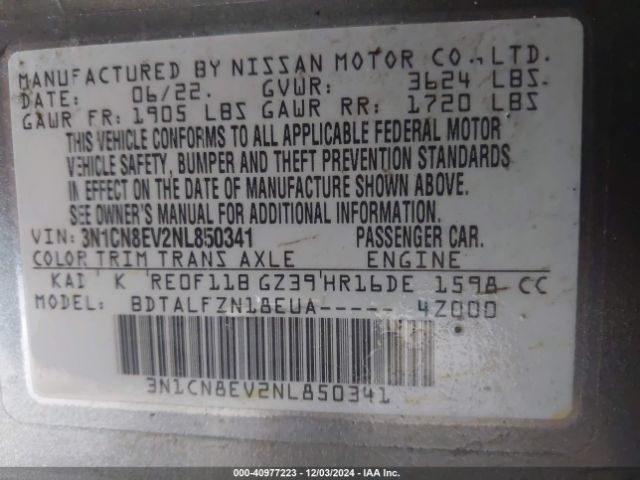 MANUFACTURED BY NISSAN MOTOR CO., LTD.
DATE: 06/22. GVWR: 3624 LBS.
GAWR FR: 1905 LBS GAWR RR: 1720 LBS
THIS VEHICLE CONFORMS TO ALL APPLICABLE FEDERAL MOTOR
VEHICLE SAFETY, BUMPER AND THEFT PREVENTION STANDARDS
IN EFFECT ON THE DATE OF MANUFACTURE SHOWN ABOVE.
SEE OWNER'S MANUAL FOR ADDITIONAL INFORMATION.
VIN: 3N1CN8EV2NL850341 PASSENGER CAR.
COLOR TRIM TRANS AXLE ENGINE
KAD K RE0F11B GZ39 HR16DE 1598 CC
MODEL: BDTALFZN18EUA----- 4Z000
3N1CN8EV2NL850341
000-40977223 - 12/03/2024 - IAA Inc.